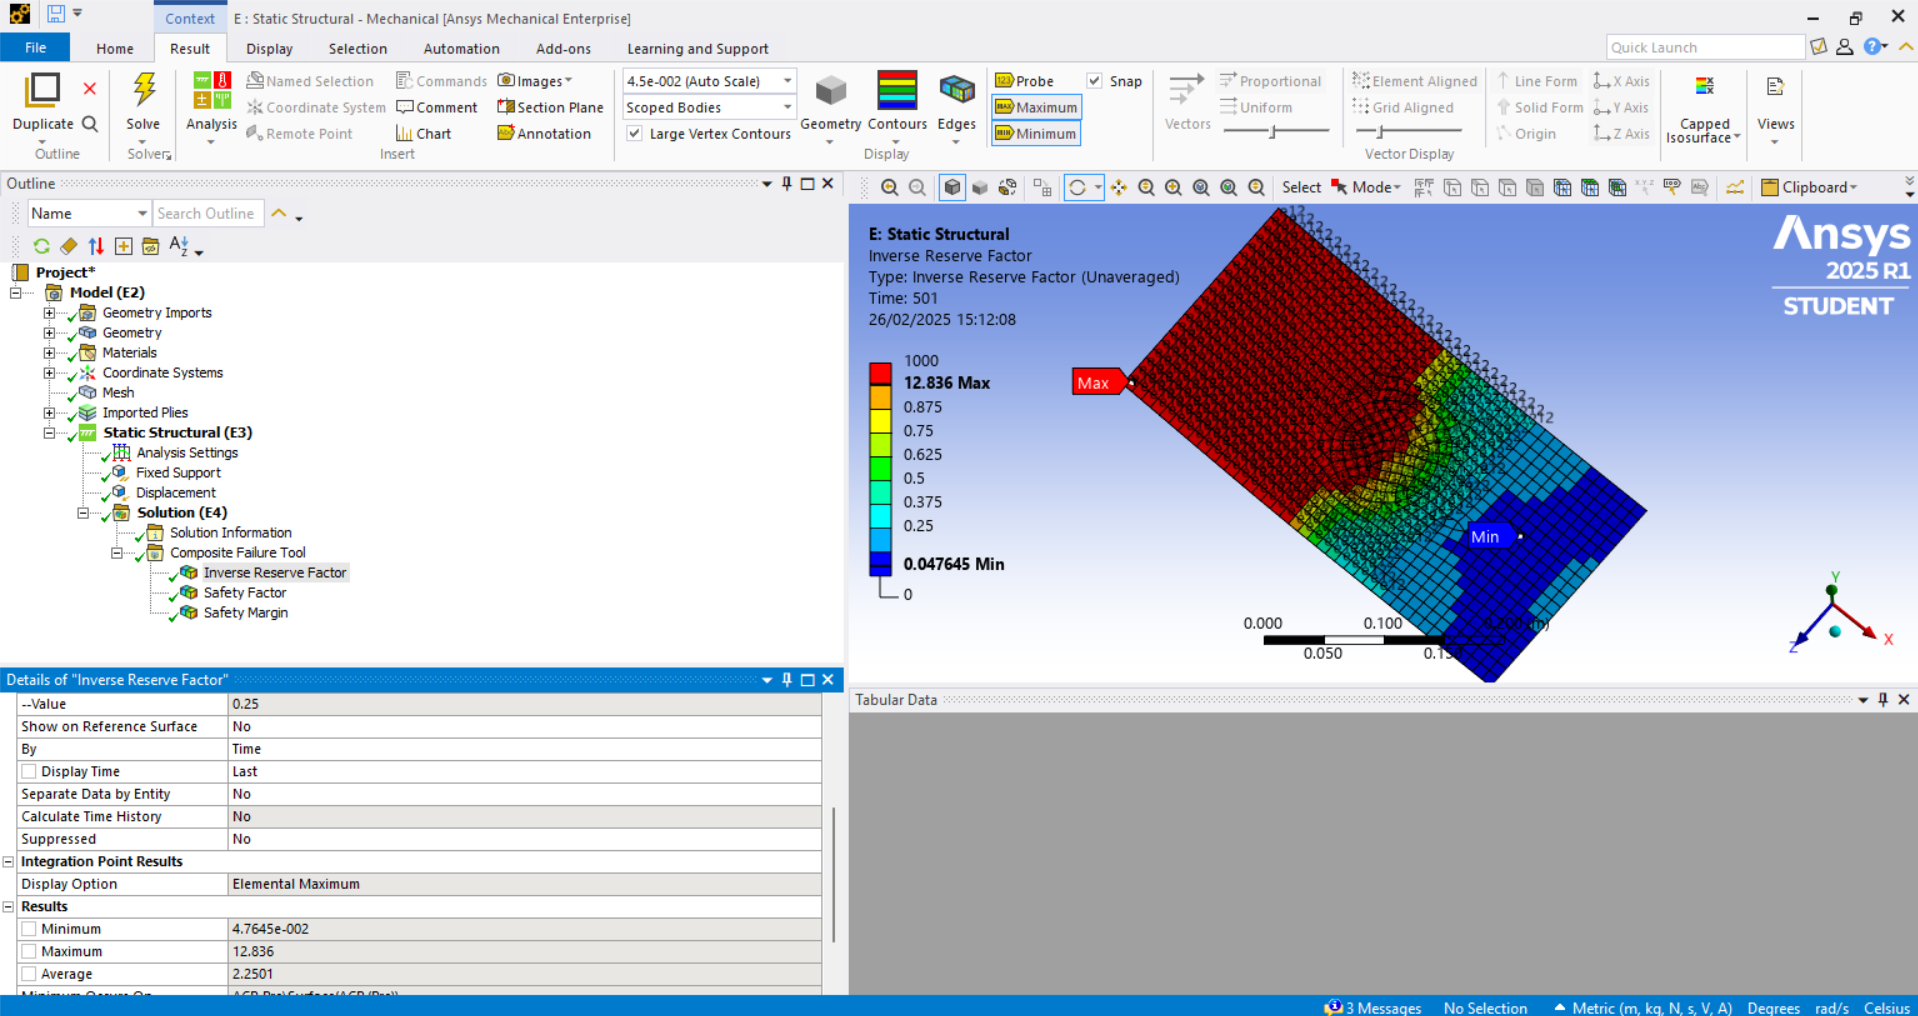 Context
E : Static Structural - Mechanical [Ansys Mechanical Enterprise]
File
Home
Result
Display
Selection
Automation
Add-ons
Learning and Support
Quick Launch
Duplicate
Outline
Solve
Solver
Analysis
Named Selection
Coordinate System
Remote Point
Commands
Comment
Chart
Images
Section Plane
Annotation
Insert
4.5e-002 (Auto Scale)
Scoped Bodies
Large Vertex Contours
Geometry
Contours
Edges
Display
Probe
Maximum
Minimum
Snap
Vectors
Proportional
Uniform
Element Aligned
Grid Aligned
Vector Display
Line Form
Solid Form
Origin
X Axis
Y Axis
Z Axis
Capped
Isosurface
Views
Outline
Name
Search Outline
Project*
Model (E2)
Geometry Imports
Geometry
Materials
Coordinate Systems
Mesh
Imported Plies
Static Structural (E3)
Analysis Settings
Fixed Support
Displacement
Solution (E4)
Solution Information
Composite Failure Tool
Inverse Reserve Factor
Safety Factor
Safety Margin
Details of "Inverse Reserve Factor"
--Value 0.25
Show on Reference Surface No
By Time
Display Time Last
Separate Data by Entity No
Calculate Time History No
Suppressed No
Integration Point Results
Display Option Elemental Maximum
Results
Minimum 4.7645e-002
Maximum 12.836
Average 2.2501
Select
Mode
Clipboard
E: Static Structural
Inverse Reserve Factor
Type: Inverse Reserve Factor (Unaveraged)
Time: 501
26/02/2025 15:12:08
1000
12.836 Max
0.875
0.75
0.625
0.5
0.375
0.25
0.047645 Min
0
Max
Min
Ansys
2025 R1
STUDENT
0.000
0.100
0.200 (m)
0.050
0.150
Y
X
Z
Tabular Data
3 Messages
No Selection
Metric (m, kg, N, s, V, A)
Degrees
rad/s
Celsius